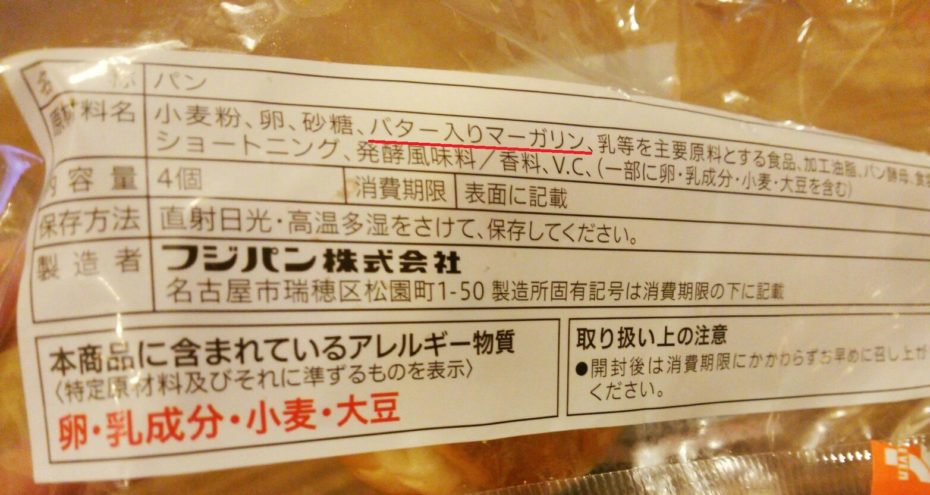 名称 パン
原材料名 小麦粉、卵、砂糖、バター入りマーガリン、乳等を主要原料とする食品、加工油脂、パン酵母、食
ショートニング、発酵風味料／香料、V.C、(一部に卵・乳成分・小麦・大豆を含む)
内容量 4個 消費期限 表面に記載
保存方法 直射日光・高温多湿をさけて、保存してください。
製造者 フジパン株式会社
名古屋市瑞穂区松園町1-50 製造所固有記号は消費期限の下に記載
本商品に含まれているアレルギー物質
〈特定原材料及びそれに準ずるものを表示〉
卵・乳成分・小麦・大豆
取り扱い上の注意
●開封後は消費期限にかかわらずお早めに召し上が
ください。